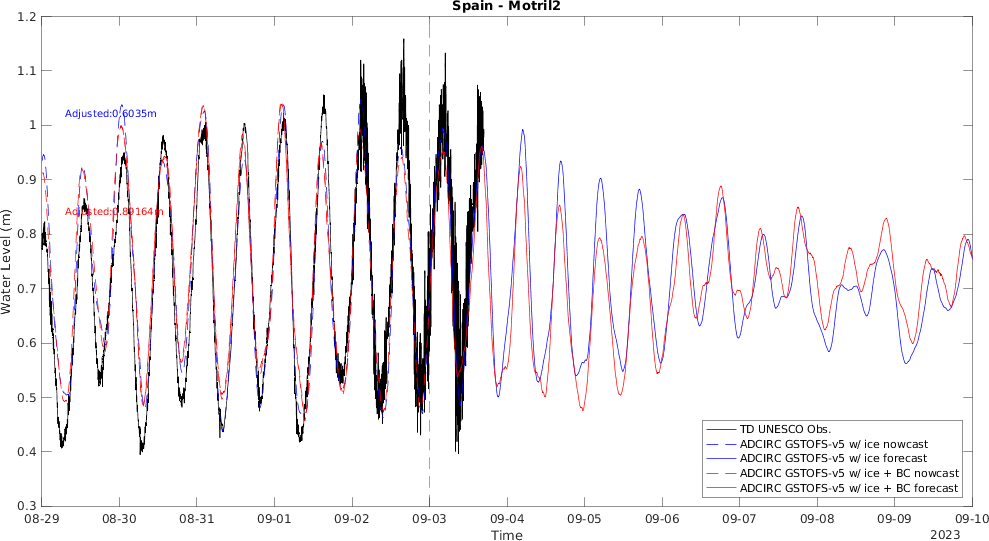 Spain - Motril2
1.2
1.1
1
0.9
0.8
0.7
0.6
0.5
0.4
0.3
Water Level (m)
Adjusted:0.6035m
Adjusted:0.89164m
TD UNESCO Obs.
ADCIRC GSTOFS-v5 w/ ice nowcast
ADCIRC GSTOFS-v5 w/ ice forecast
ADCIRC GSTOFS-v5 w/ ice + BC nowcast
ADCIRC GSTOFS-v5 w/ ice + BC forecast
08-29 08-30 08-31 09-01 09-02 09-03 09-04 09-05 09-06 09-07 09-08 09-09 09-10
Time
2023